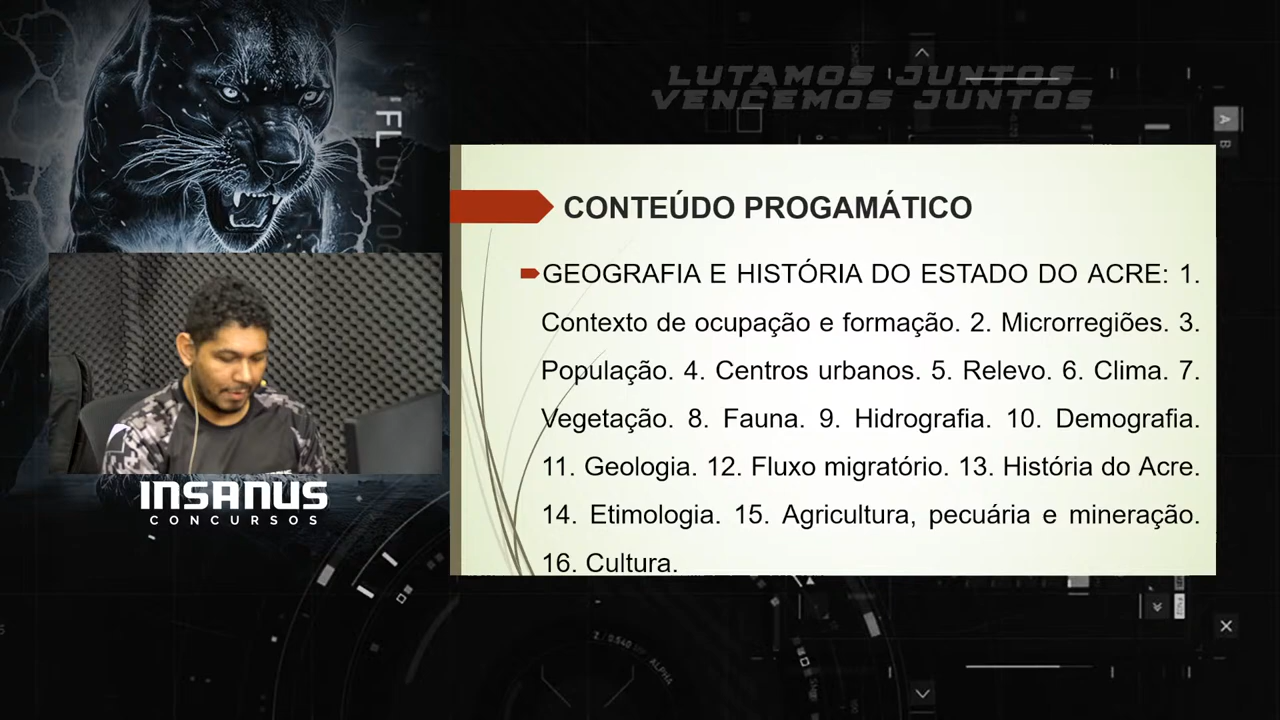 LUTAMOS JUNTOS
VENCEMOS JUNTOS
A
B
CONTEÚDO PROGAMÁTICO
GEOGRAFIA E HISTÓRIA DO ESTADO DO ACRE: 1.
Contexto de ocupação e formação. 2. Microrregiões. 3.
População. 4. Centros urbanos. 5. Relevo. 6. Clima. 7.
Vegetação. 8. Fauna. 9. Hidrografia. 10. Demografia.
11. Geologia. 12. Fluxo migratório. 13. História do Acre.
14. Etimologia. 15. Agricultura, pecuária e mineração.
16. Cultura.
INSANUS
CONCURSOS
ALPHA